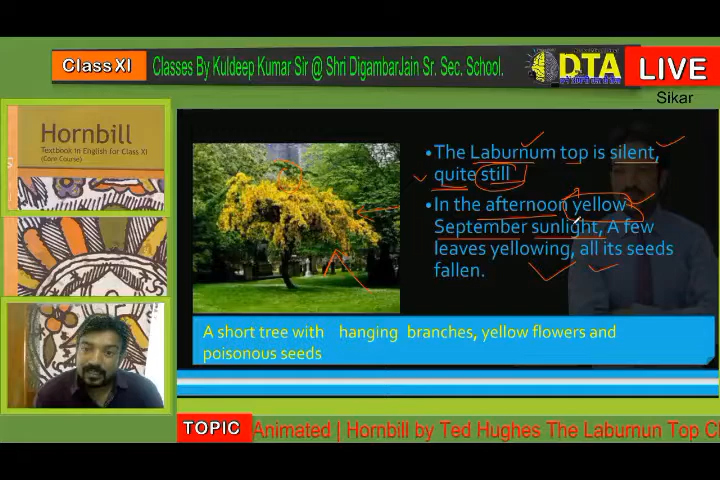 Class XI
Classes By Kuldeep Kumar Sir @ Shri DigambarJain Sr. Sec. School.
DTA
LIVE
Sikar
Hornbill
Textbook in English for Class XI
(Core Course)
•The Laburnum top is silent,
quite still
•In the afternoon yellow
September sunlight, A few
leaves yellowing, all its seeds
fallen.
A short tree with hanging branches, yellow flowers and
poisonous seeds
TOPIC
Animated | Hornbill by Ted Hughes The Laburnun Top C